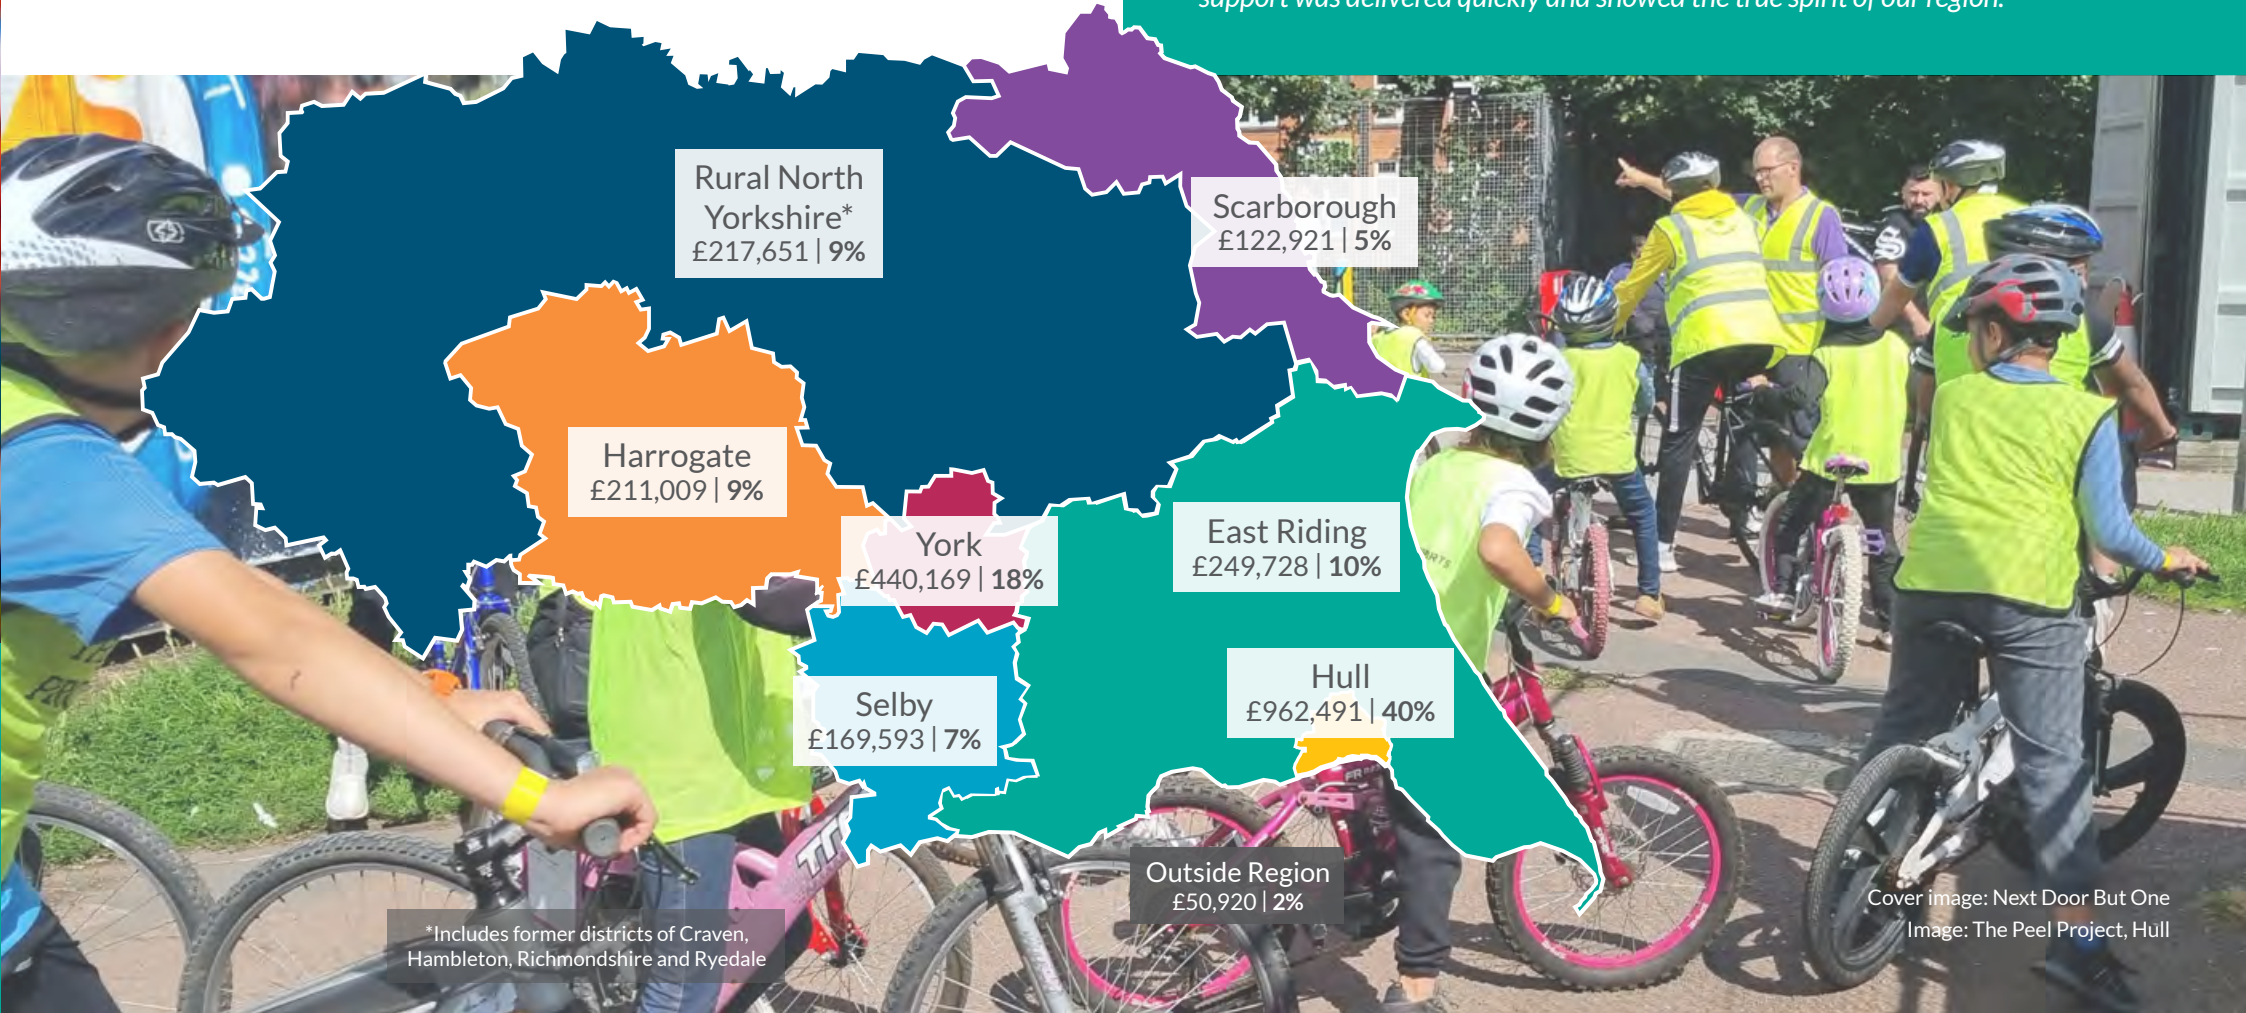 support was delivered quickly and showed the true spirit of our region.
Rural North
Yorkshire*
£217,651 | 9%
Scarborough
£122,921 | 5%
Harrogate
£211,009 | 9%
York
£440,169 | 18%
East Riding
£249,728 | 10%
Hull
£962,491 | 40%
Selby
£169,593 | 7%
Outside Region
£50,920 | 2%
*Includes former districts of Craven,
Hambleton, Richmondshire and Ryedale
Cover image: Next Door But One
Image: The Peel Project, Hull